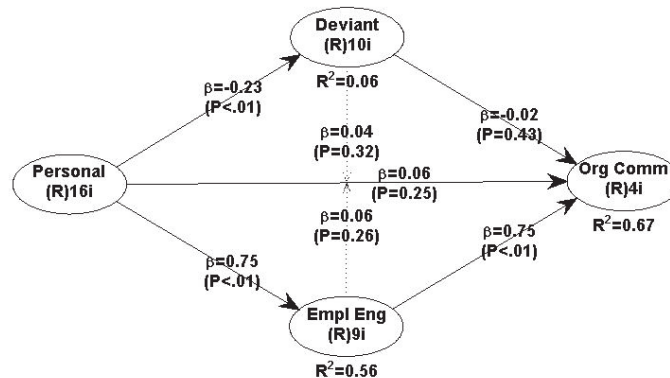 Deviant
(R)10i
R²=0.06
β=-0.23
(P<.01)
β=-0.02
(P=0.43)
β=0.04
(P=0.32)
Personal
(R)16i
β=0.06
(P=0.25)
Org Comm
(R)4i
R²=0.67
β=0.06
(P=0.26)
β=0.75
(P<.01)
β=0.75
(P<.01)
Empl Eng
(R)9i
R²=0.56